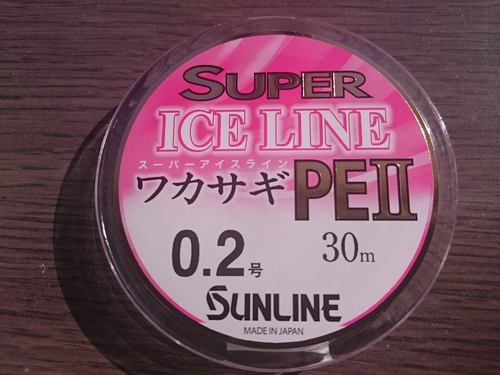 SUPER
ICE LINE
スーパーアイスライン
ワカサギ PEII
0.2号 30m
SUNLINE
MADE IN JAPAN